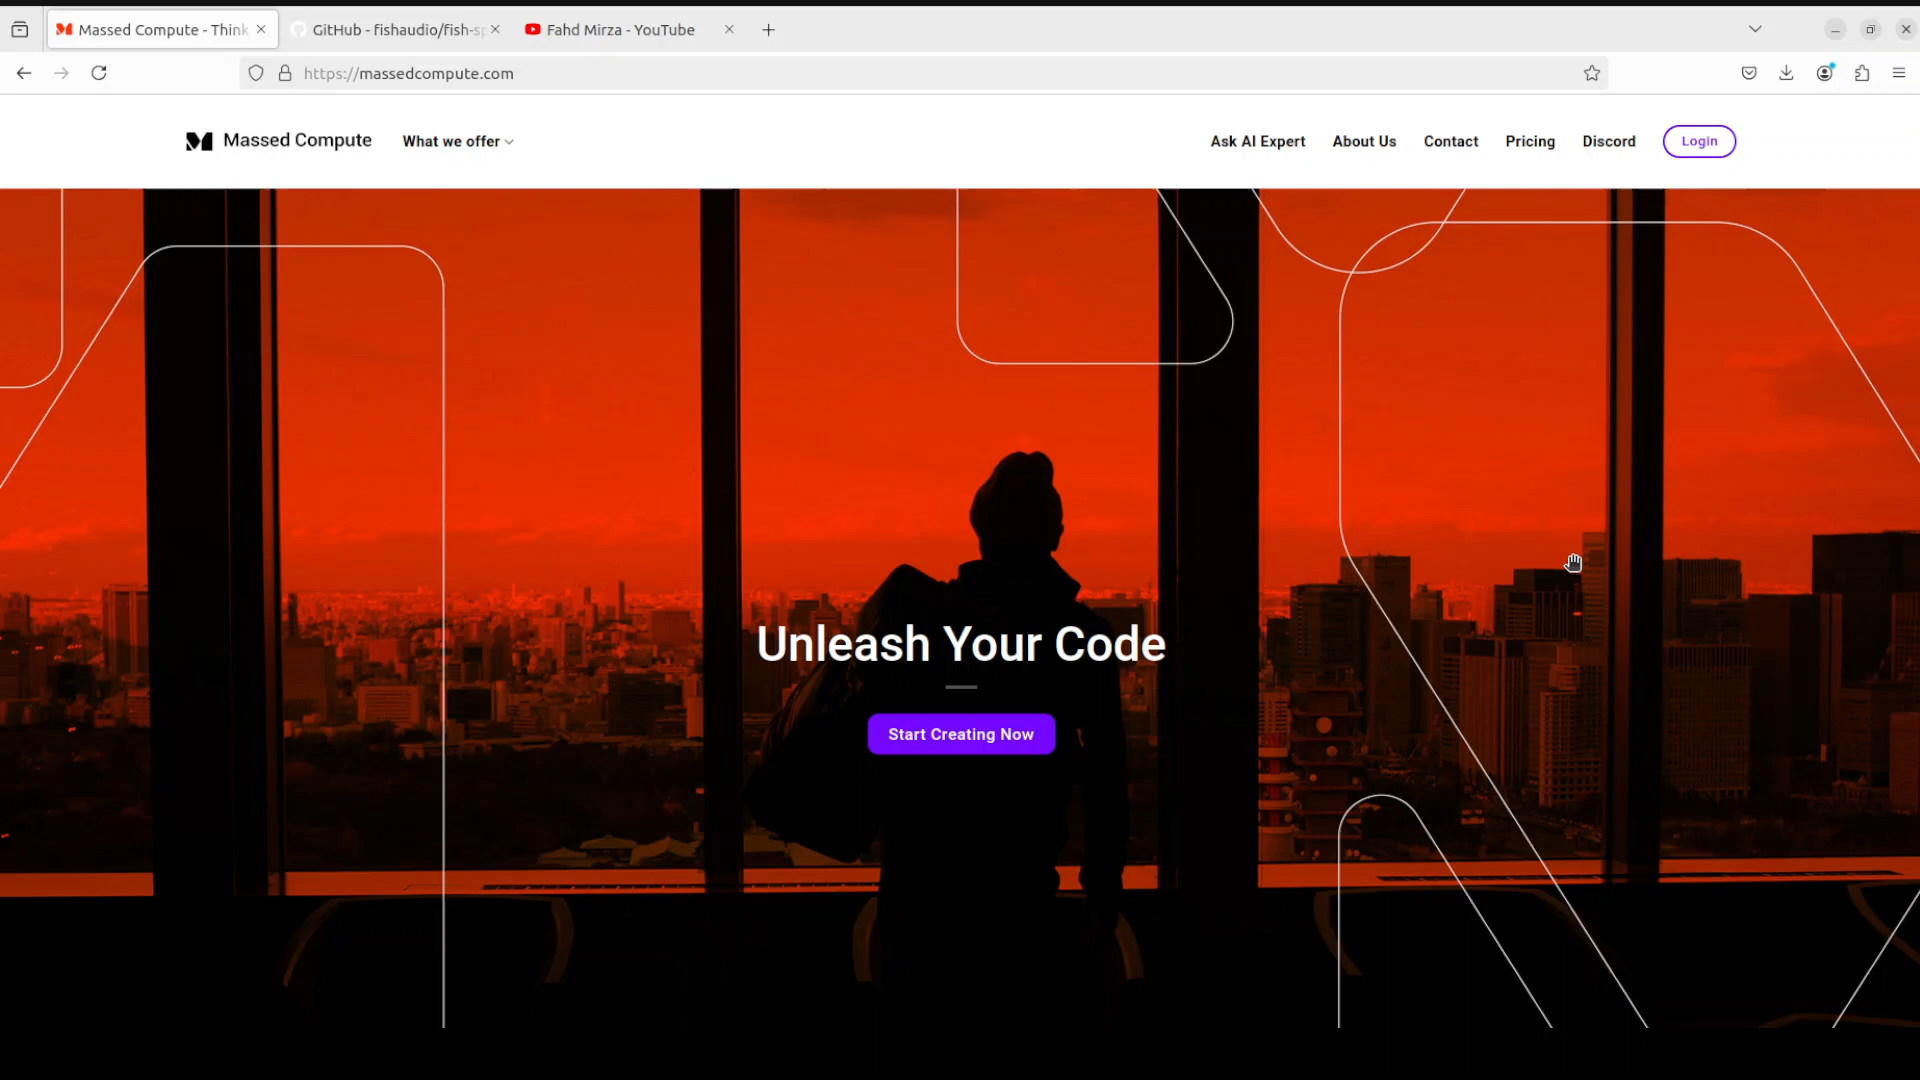 Massed Compute - Think
GitHub - fishaudio/fish-sp
Fahd Mirza - YouTube
https://massedcompute.com
Massed Compute
What we offer
Ask AI Expert
About Us
Contact
Pricing
Discord
Login
Unleash Your Code
Start Creating Now